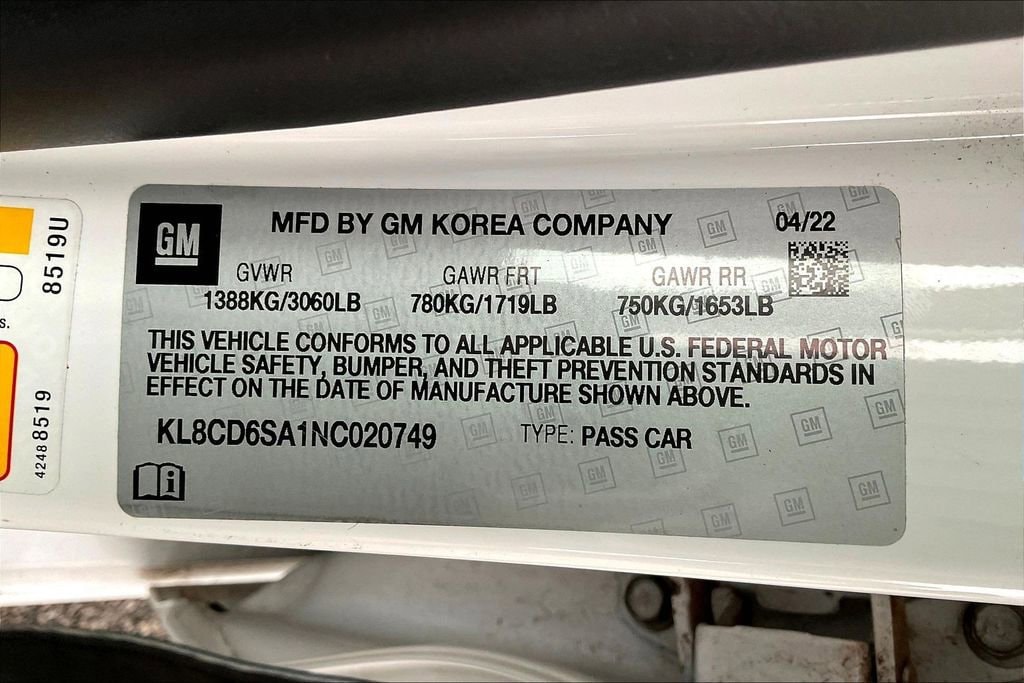 GM
MFD BY GM KOREA COMPANY
04/22
GVWR
GAWR FRT
GAWR RR
1388KG/3060LB
780KG/1719LB
750KG/1653LB
THIS VEHICLE CONFORMS TO ALL APPLICABLE U.S. FEDERAL MOTOR
VEHICLE SAFETY, BUMPER, AND THEFT PREVENTION STANDARDS IN
EFFECT ON THE DATE OF MANUFACTURE SHOWN ABOVE.
KL8CD6SA1NC020749
TYPE: PASS CAR
8519U
42488519